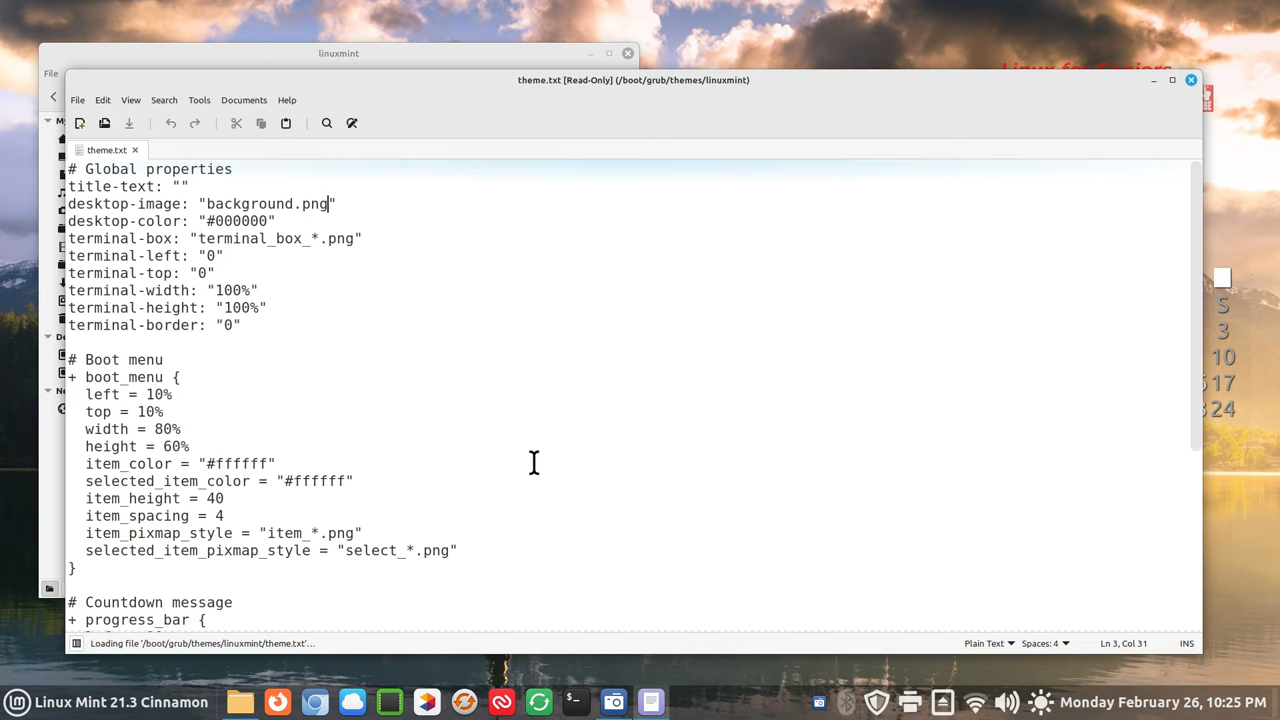 linuxmint
File
theme.txt [Read-Only] (/boot/grub/themes/linuxmint)
File Edit View Search Tools Documents Help
theme.txt
# Global properties
title-text: ""
desktop-image: "background.png"
desktop-color: "#000000"
terminal-box: "terminal_box_*.png"
terminal-left: "0"
terminal-top: "0"
terminal-width: "100%"
terminal-height: "100%"
terminal-border: "0"
# Boot menu
+ boot_menu {
left = 10%
top = 10%
width = 80%
height = 60%
item_color = "#ffffff"
selected_item_color = "#ffffff"
item_height = 40
item_spacing = 4
item_pixmap_style = "item_*.png"
selected_item_pixmap_style = "select_*.png"
}
# Countdown message
+ progress_bar {
Loading file '/boot/grub/themes/linuxmint/theme.txt'…
Plain Text Spaces: 4 Ln 3, Col 31 INS
S
3
10
17
24
Linux Mint 21.3 Cinnamon
Monday February 26, 10:25 PM